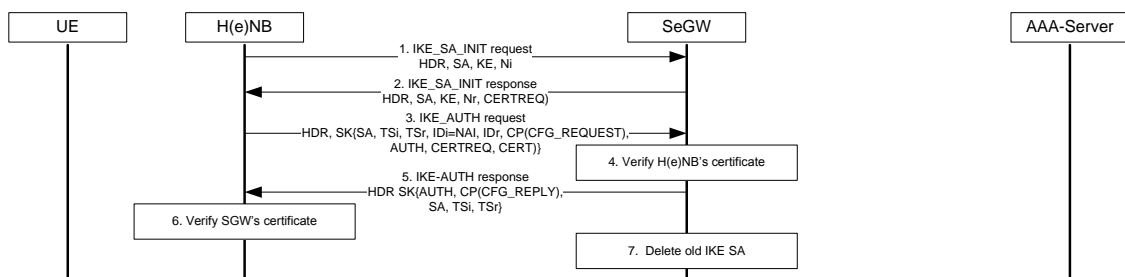 UE
H(e)NB
SeGW
AAA-Server
1. IKE_SA_INIT request
HDR, SA, KE, Ni
2. IKE_SA_INIT response
HDR, SA, KE, Nr, CERTREQ)
3. IKE_AUTH request
HDR, SK{SA, TSi, TSr, IDi=NAI, IDr, CP(CFG_REQUEST),
AUTH, CERTREQ, CERT)}
4. Verify H(e)NB's certificate
5. IKE-AUTH response
HDR SK{AUTH, CP(CFG_REPLY),
SA, TSi, TSr}
6. Verify SGW's certificate
7. Delete old IKE SA